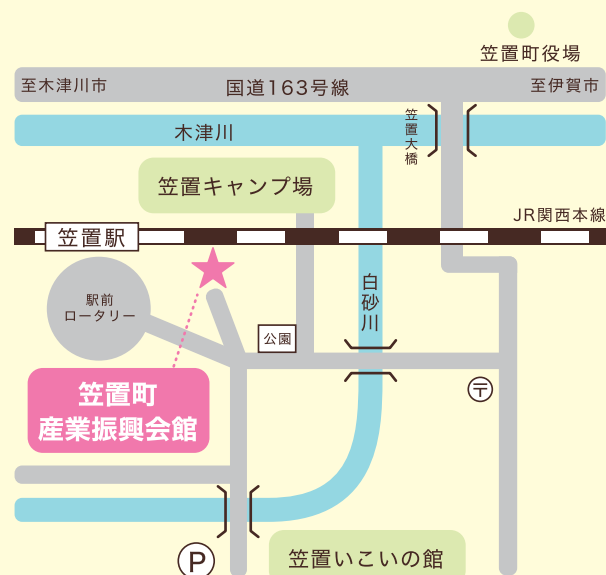 笠置町役場
至木津川市
国道163号線
至伊賀市
笠置大橋
木津川
笠置キャンプ場
JR関西本線
笠置駅
白砂川
駅前
ロータリー
公園
〒
笠置町
産業振興会館
P
笠置いこいの館